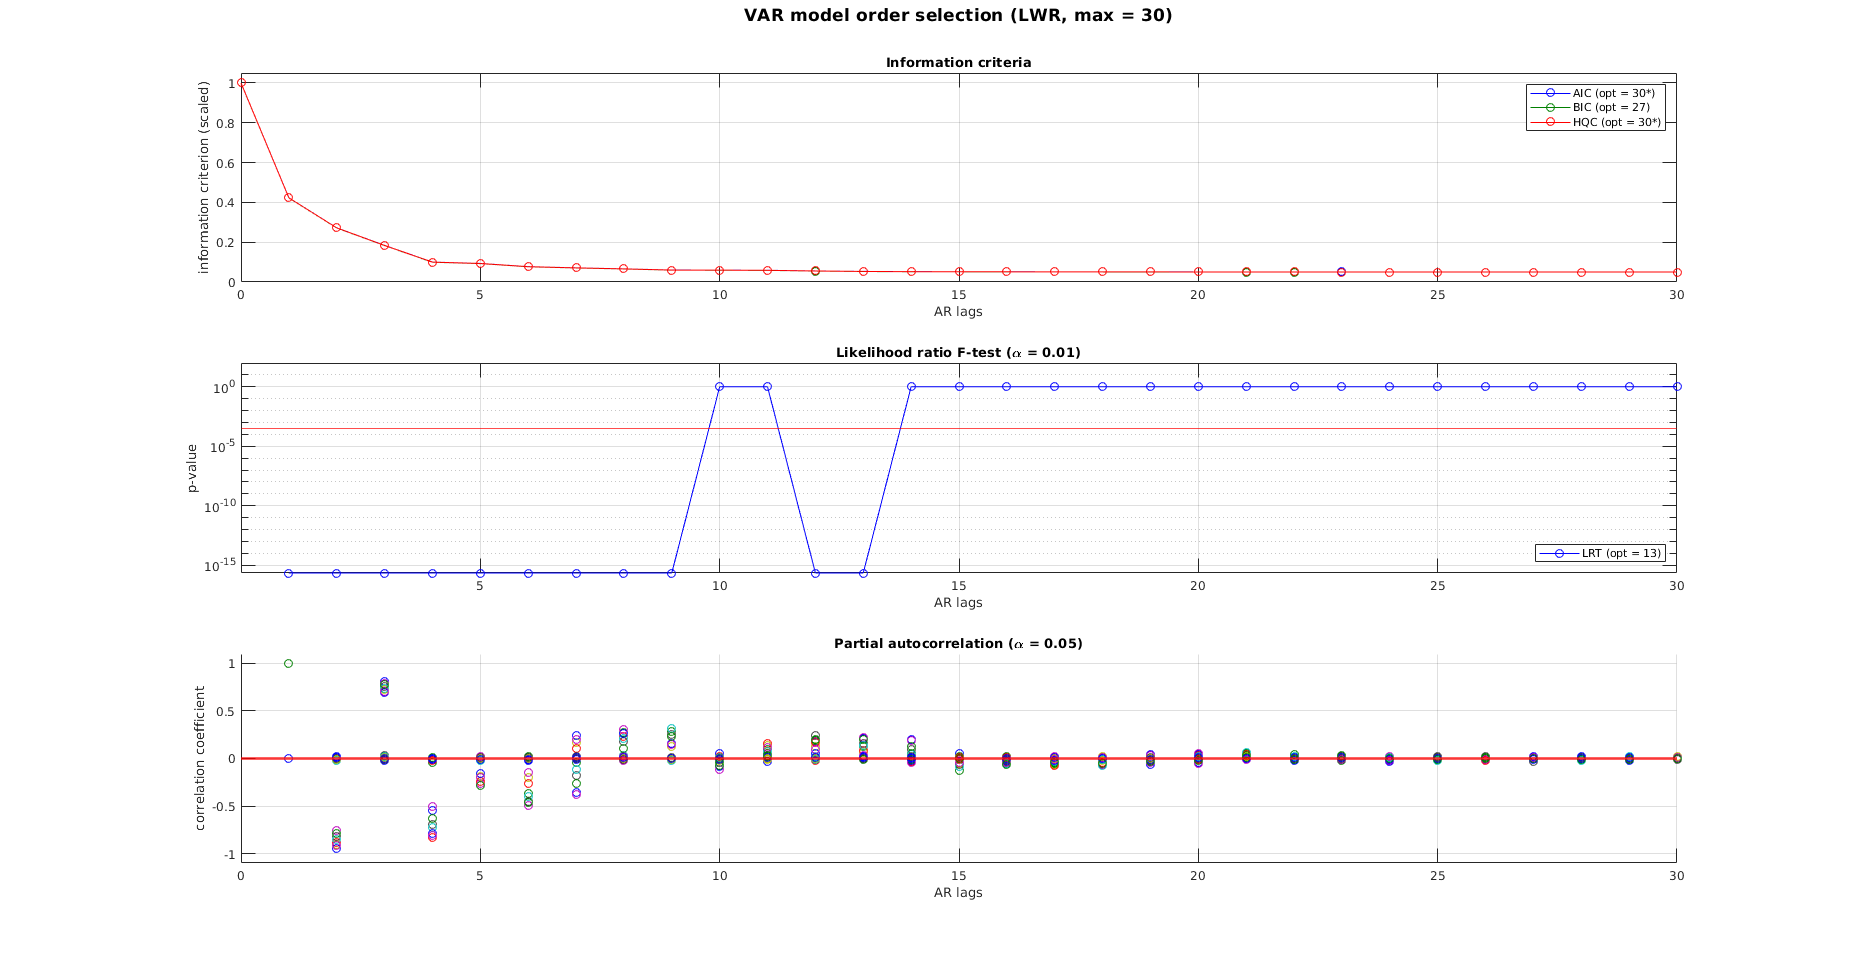 VAR model order selection (LWR, max = 30)
Information criteria
information criterion (scaled)
1
0.8
0.6
0.4
0.2
0
AIC (opt = 30*)
BIC (opt = 27)
HQC (opt = 30*)
0 5 10 15 20 25 30
AR lags
Likelihood ratio F-test (α = 0.01)
p-value
10^0
10^-5
10^-10
10^-15
LRT (opt = 13)
5 10 15 20 25 30
AR lags
Partial autocorrelation (α = 0.05)
correlation coefficient
1
0.5
0
-0.5
-1
0 5 10 15 20 25 30
AR lags